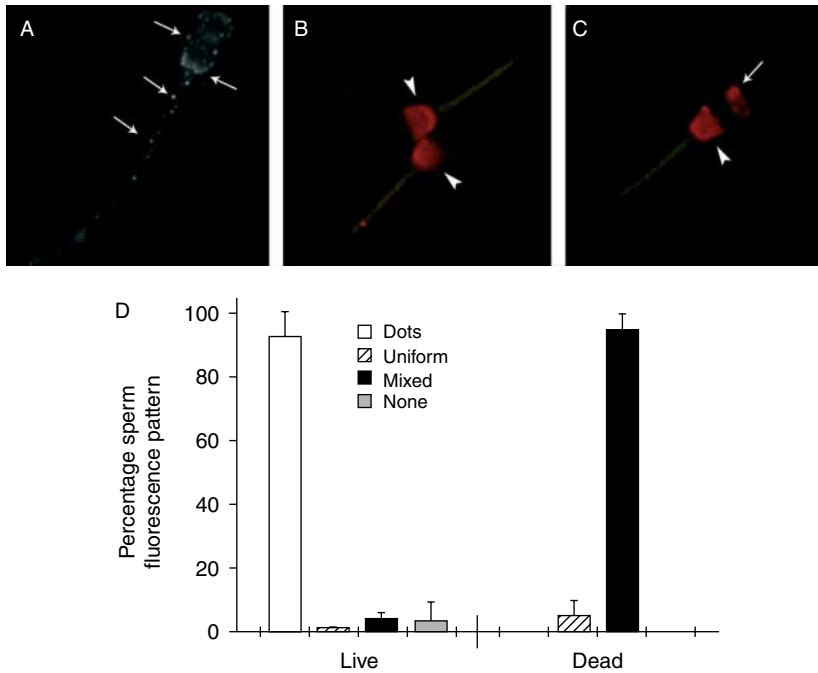 A
B
C
D
Percentage sperm
fluorescence pattern
100
80
60
40
20
0
Dots
Uniform
Mixed
None
Live
Dead